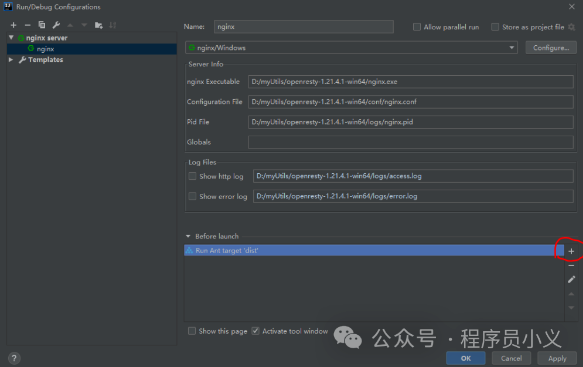 Run/Debug Configurations
Name: nginx
Allow parallel run
Store as project file
nginx server
nginx
Templates
nginx/Windows
Configure...
Server Info
nginx Executable D:/myUtils/openresty-1.21.4.1-win64/nginx.exe
Configuration File D:/myUtils/openresty-1.21.4.1-win64/conf/nginx.conf
Pid File D:/myUtils/openresty-1.21.4.1-win64/logs/nginx.pid
Globals
Log Files
Show http log D:/myUtils/openresty-1.21.4.1-win64/logs/access.log
Show error log D:/myUtils/openresty-1.21.4.1-win64/logs/error.log
Before launch
Run Ant target 'dist'
Show this page Activate tool window
公众号·程序员小义
? OK Cancel Apply